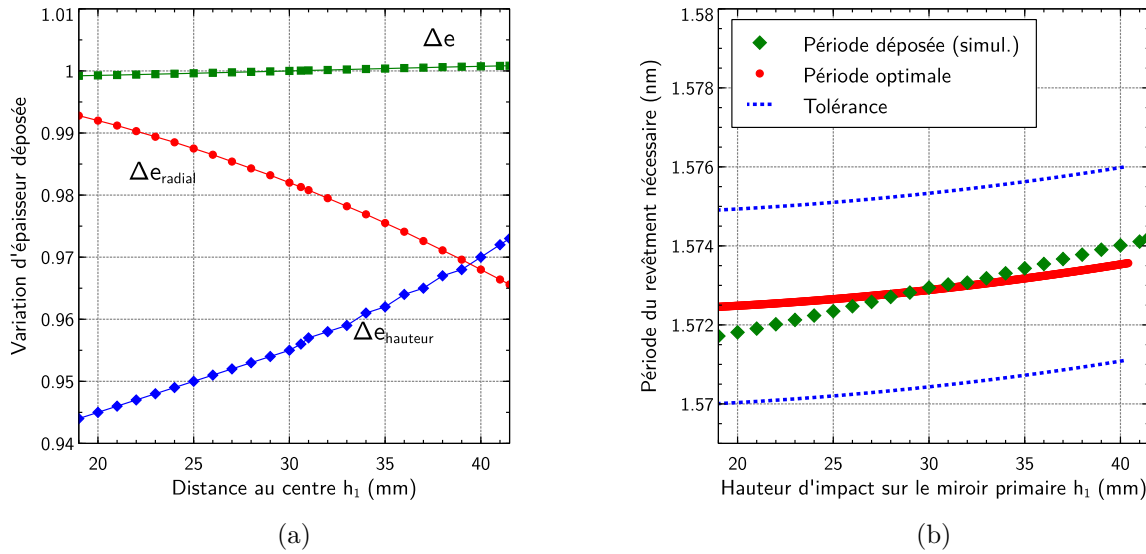 1.01
1
0.99
0.98
0.97
0.96
0.95
0.94
20 25 30 35 40
Variation d'épaisseur déposée
Distance au centre h₁ (mm)
Δe
Δe_radial
Δe_hauteur
(a)
1.58
1.578
1.576
1.574
1.572
1.57
20 25 30 35 40
Période du revêtment nécessaire (nm)
Hauteur d'impact sur le miroir primaire h₁ (mm)
Période déposée (simul.)
Période optimale
Tolérance
(b)